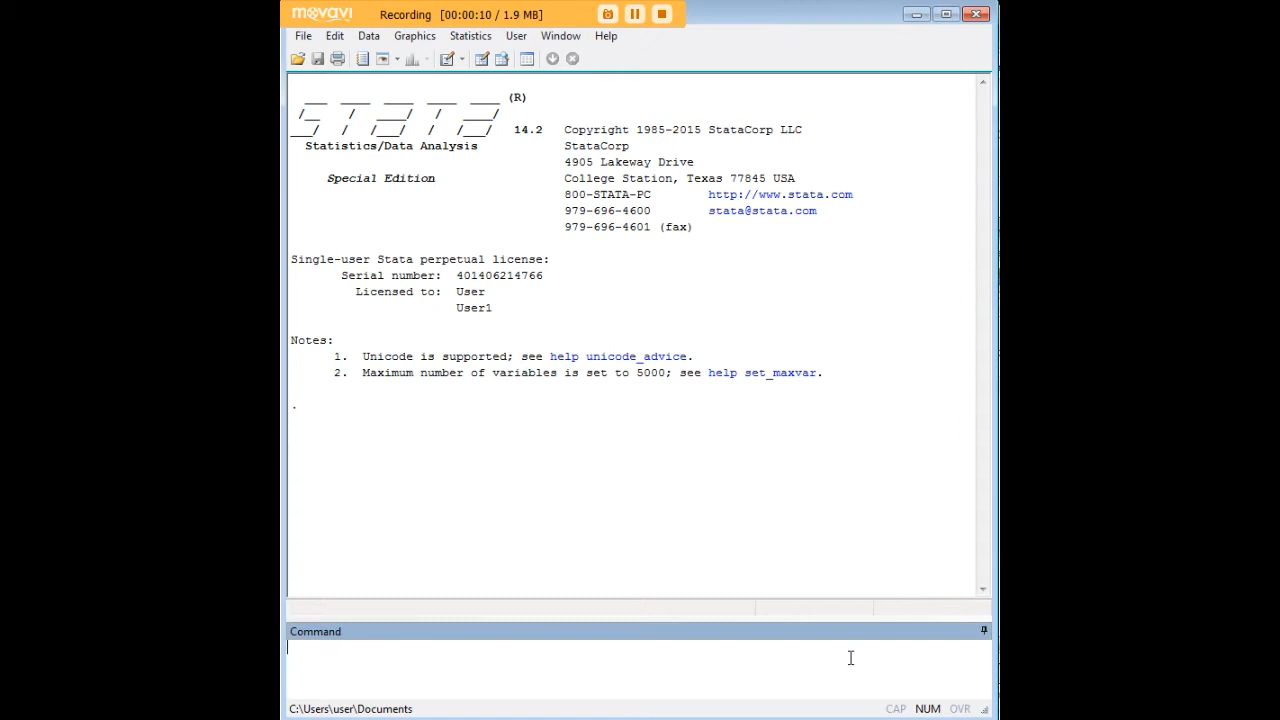 movavi Recording [00:00:10 / 1.9 MB]
File Edit Data Graphics Statistics User Window Help
(R)
STATA 14.2 Copyright 1985-2015 StataCorp LLC
Statistics/Data Analysis StataCorp
4905 Lakeway Drive
Special Edition College Station, Texas 77845 USA
800-STATA-PC http://www.stata.com
979-696-4600 stata@stata.com
979-696-4601 (fax)
Single-user Stata perpetual license:
Serial number: 401406214766
Licensed to: User
User1
Notes:
1. Unicode is supported; see help unicode_advice.
2. Maximum number of variables is set to 5000; see help set_maxvar.
.
Command
C:\Users\user\Documents CAP NUM OVR